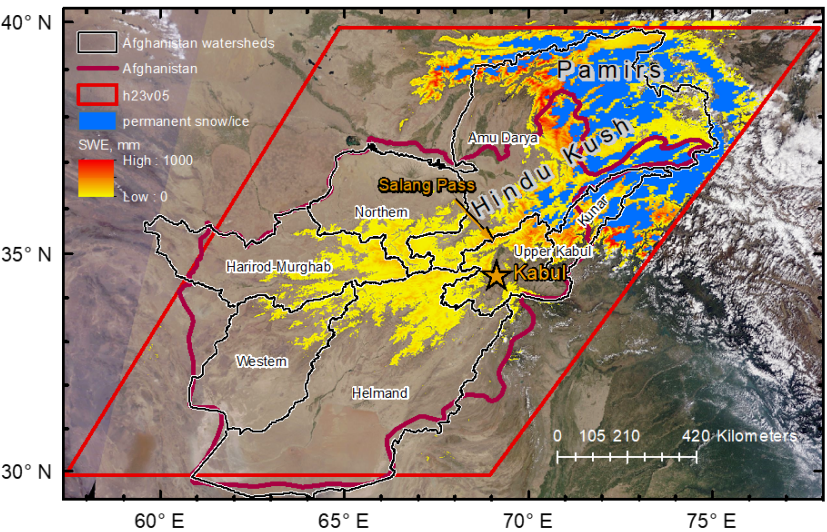 40° N
Afghanistan watersheds
Afghanistan
h23v05
permanent snow/ice
SWE, mm
High : 1000
Low : 0
Pamirs
Amu Darya
Hindu Kush
Salang Pass
Northern
Kunar
35° N
Harirod-Murghab
Upper Kabul
Kabul
Western
Helmand
0 105 210 420 Kilometers
30° N
60° E 65° E 70° E 75° E